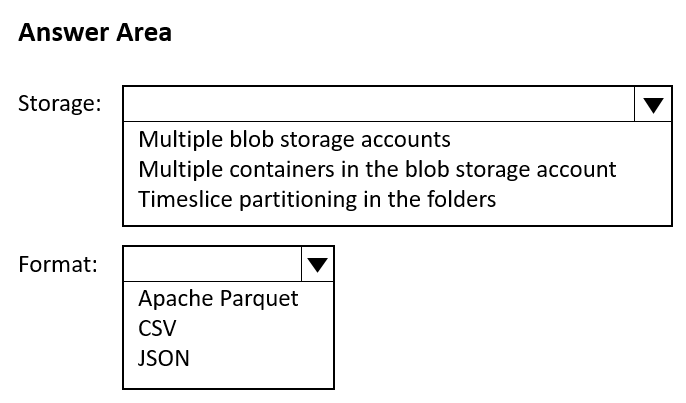 Answer Area
Storage:
Multiple blob storage accounts
Multiple containers in the blob storage account
Timeslice partitioning in the folders
Format:
Apache Parquet
CSV
JSON